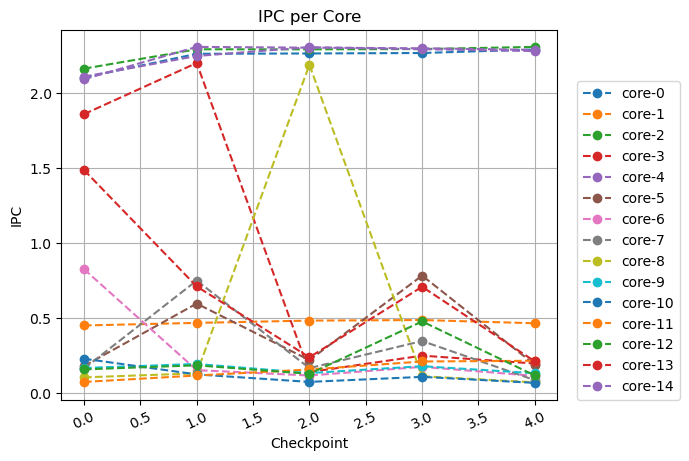 IPC per Core
IPC
2.0
1.5
1.0
0.5
0.0
0.0
0.5
1.0
1.5
2.0
2.5
3.0
3.5
4.0
Checkpoint
core-0
core-1
core-2
core-3
core-4
core-5
core-6
core-7
core-8
core-9
core-10
core-11
core-12
core-13
core-14